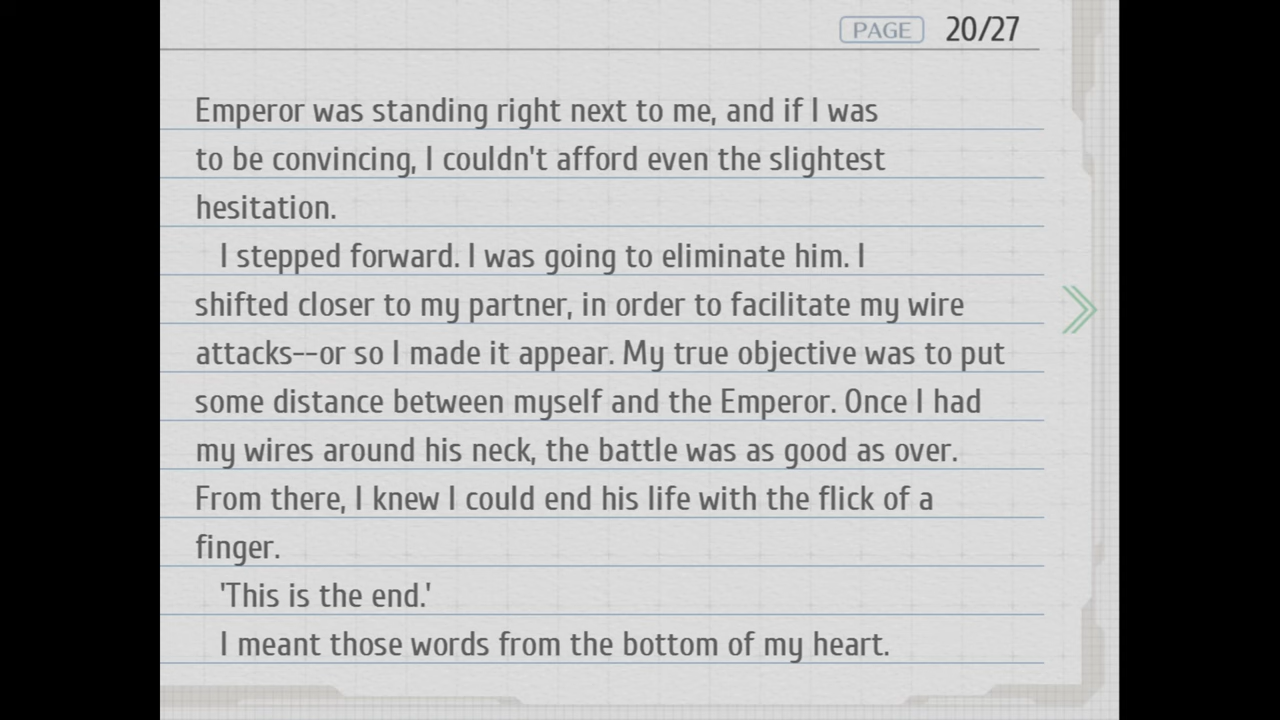 PAGE 20/27
Emperor was standing right next to me, and if I was
to be convincing, I couldn't afford even the slightest
hesitation.
I stepped forward. I was going to eliminate him. I
shifted closer to my partner, in order to facilitate my wire
attacks--or so I made it appear. My true objective was to put
some distance between myself and the Emperor. Once I had
my wires around his neck, the battle was as good as over.
From there, I knew I could end his life with the flick of a
finger.
'This is the end.'
I meant those words from the bottom of my heart.